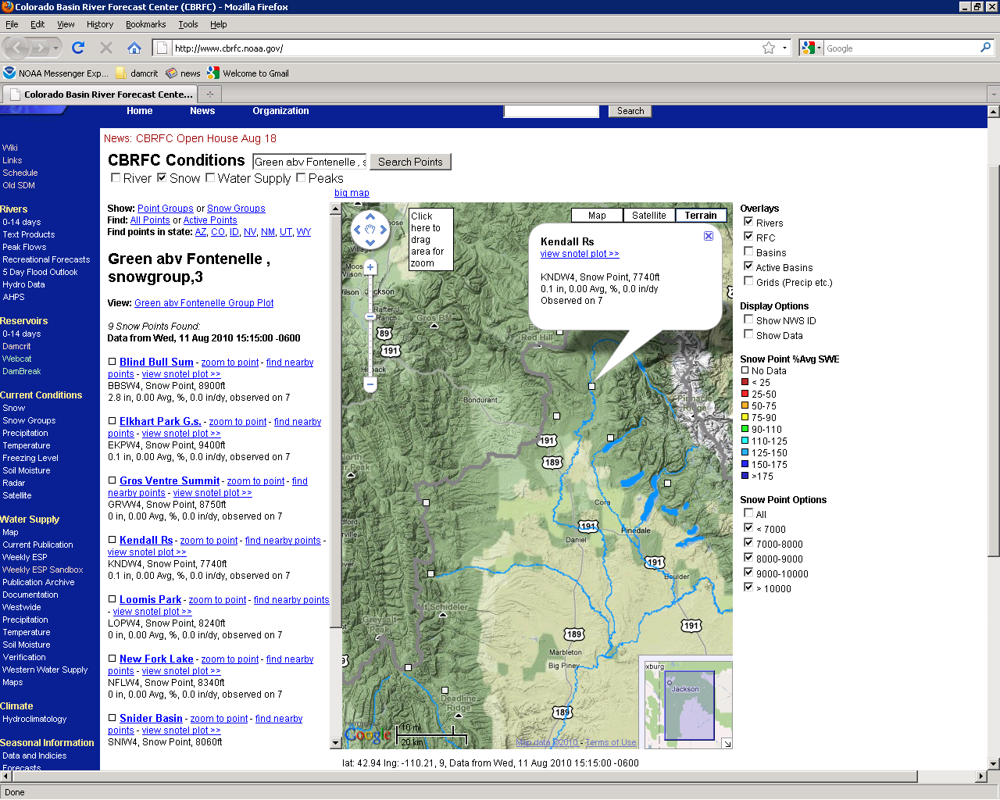 Colorado Basin River Forecast Center (CBRFC) - Mozilla Firefox
File Edit View History Bookmarks Tools Help
http://www.cbrfc.noaa.gov/
Google
NOAA Messenger Exp... damcrit news Welcome to Gmail
Colorado Basin River Forecast Cente...
Home News Organization
Search
News: CBRFC Open House Aug 18
CBRFC Conditions
Green abv Fontenelle , s
Search Points
River Snow Water Supply Peaks
big map
Wiki
Links
Schedule
Old SDM
Rivers
0-14 days
Text Products
Peak Flows
Recreational Forecasts
5 Day Flood Outlook
Hydro Data
AHPS
Reservoirs
0-14 days
Damcrit
Webcat
DamBreak
Current Conditions
Snow
Snow Groups
Precipitation
Temperature
Freezing Level
Soil Moisture
Radar
Satellite
Water Supply
Map
Current Publication
Weekly ESP
Weekly ESP Sandbox
Publication Archive
Documentation
Westwide
Precipitation
Temperature
Soil Moisture
Verification
Western Water Supply
Maps
Climate
Hydroclimatology
Seasonal Information
Data and Indicies
Forecasts
Show: Point Groups or Snow Groups
Find: All Points or Active Points
Find points in state: AZ, CO, ID, NV, NM, UT, WY
Green abv Fontenelle ,
snowgroup,3
View: Green abv Fontenelle Group Plot
9 Snow Points Found:
Data from Wed, 11 Aug 2010 15:15:00 -0600
Blind Bull Sum - zoom to point - find nearby
points - view snotel plot >>
BBSW4, Snow Point, 8900ft
2.8 in, 0.00 Avg, %, 0.0 in/dy, observed on 7
Elkhart Park G.s. - zoom to point - find nearby
points - view snotel plot >>
EKPW4, Snow Point, 9400ft
0.1 in, 0.00 Avg, %, 0.0 in/dy, observed on 7
Gros Ventre Summit - zoom to point - find
nearby points - view snotel plot >>
GRVW4, Snow Point, 8750ft
0 in, 0.00 Avg, %, 0.0 in/dy, observed on 7
Kendall Rs - zoom to point - find nearby points -
view snotel plot >>
KNDW4, Snow Point, 7740ft
0.1 in, 0.00 Avg, %, 0.0 in/dy, observed on 7
Loomis Park - zoom to point - find nearby points
- view snotel plot >>
LOPW4, Snow Point, 8240ft
0 in, 0.00 Avg, %, 0.0 in/dy, observed on 7
New Fork Lake - zoom to point - find nearby
points - view snotel plot >>
NFLW4, Snow Point, 8340ft
0 in, 0.00 Avg, %, 0.0 in/dy, observed on 7
Snider Basin - zoom to point - find nearby
points - view snotel plot >>
SNIW4, Snow Point, 8060ft
Click
here to
drag
area for
zoom
Map Satellite Terrain
Kendall Rs
view snotel plot >>
KNDW4, Snow Point, 7740ft
0.1 in, 0.00 Avg, %, 0.0 in/dy
Observed on 7
Moos
Wilson
Jackson
Rafter J
Ranch
Gros
Red Hill
89
191
Bondurant
Pinnacle
191
189
Peak
Cora
191
Daniel
Pinedale
191
Boulder
Mt Schideler
Greysalt
Peak
191
189
Marbleton
Big Piney
Deadline
Ridge
189
xburg
Jackson
POWERED BY
Google
10 mi
20 km
Map data ©2010 - Terms of Use
lat: 42.94 lng: -110.21, 9, Data from Wed, 11 Aug 2010 15:15:00 -0600
Overlays
Rivers
RFC
Basins
Active Basins
Grids (Precip etc.)
Display Options
Show NWS ID
Show Data
Snow Point %Avg SWE
No Data
< 25
25-50
50-75
75-90
90-110
110-125
125-150
150-175
>175
Snow Point Options
All
< 7000
7000-8000
8000-9000
9000-10000
> 10000
Done